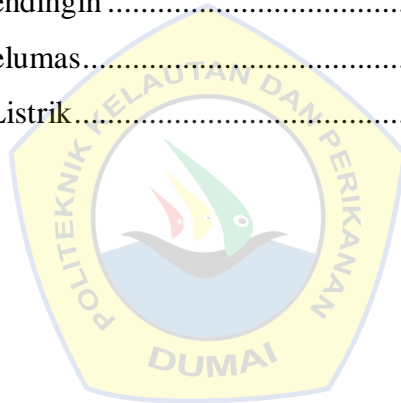 endingin ......................................
elumas.........................................
Listrik..........................................
POLITEKNIK KELAUTAN DAN PERIKANAN
DUMAI